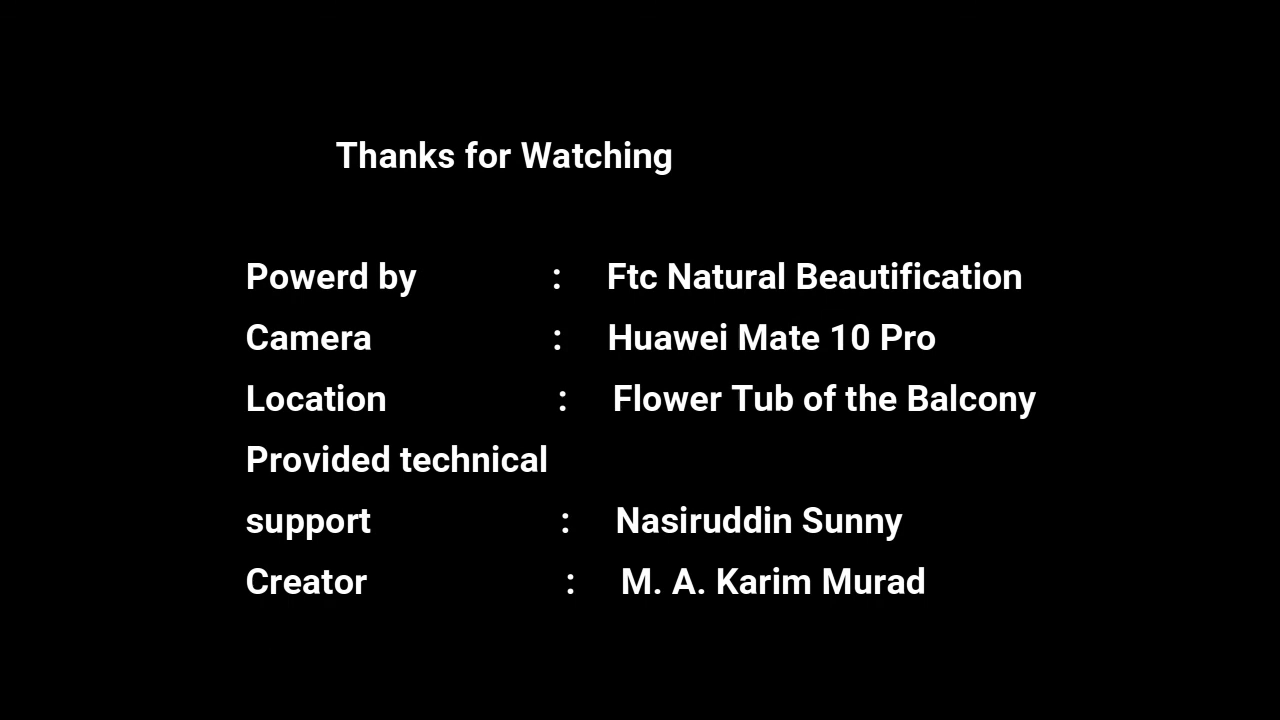 Thanks for Watching
Powerd by : Ftc Natural Beautification
Camera : Huawei Mate 10 Pro
Location : Flower Tub of the Balcony
Provided technical
support : Nasiruddin Sunny
Creator : M. A. Karim Murad